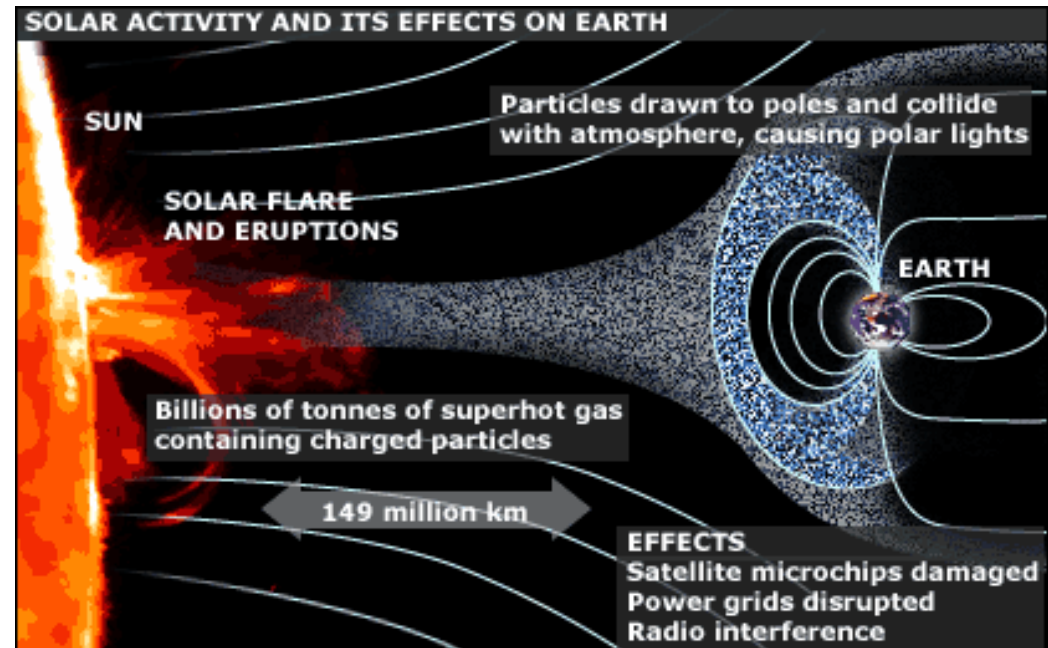 SOLAR ACTIVITY AND ITS EFFECTS ON EARTH
SUN
Particles drawn to poles and collide
with atmosphere, causing polar lights
SOLAR FLARE
AND ERUPTIONS
EARTH
Billions of tonnes of superhot gas
containing charged particles
149 million km
EFFECTS
Satellite microchips damaged
Power grids disrupted
Radio interference